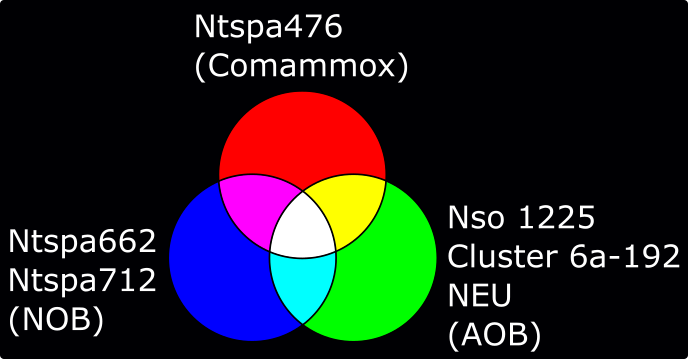 Ntspa476
(Comammox)
Ntspa662
Ntspa712
(NOB)
Nso 1225
Cluster 6a-192
NEU
(AOB)